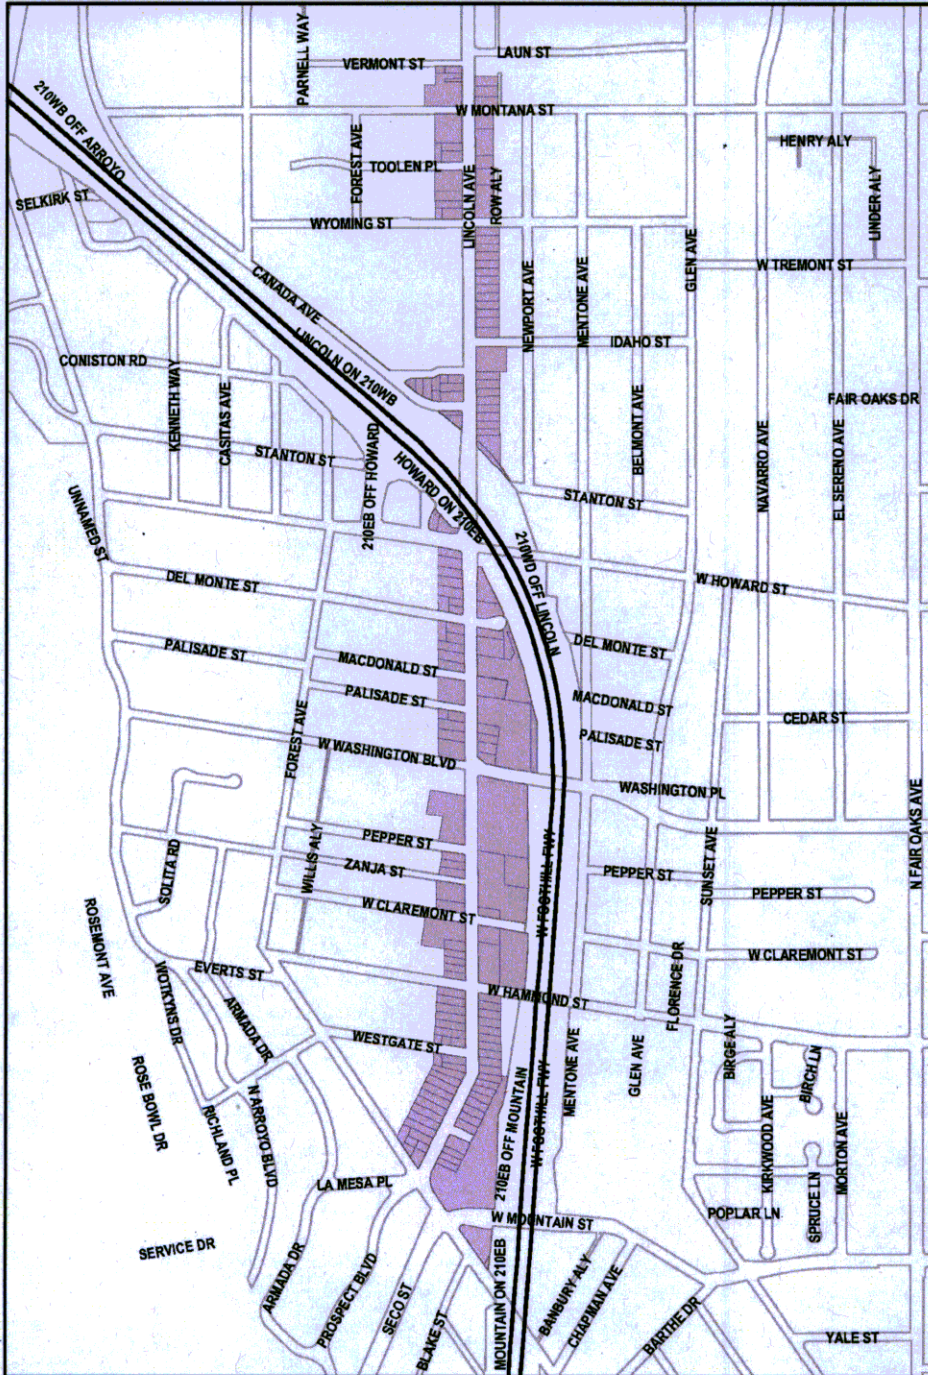 PARNELL WAY
LAUN ST
VERMONT ST
210WB OFF ARROYO
W MONTANA ST
HENRY ALY
FOREST AVE
TOOLEN PL
LINCOLN AVE
ROW ALY
LINDER ALY
SELKIRK ST
WYOMING ST
GLEN AVE
W TREMONT ST
CANADA AVE
NEWPORT AVE
MENTONE AVE
LINCOLN ON 210WB
IDAHO ST
CONISTON RD
KENNETH WAY
CASITAS AVE
BELMONT AVE
FAIR OAKS DR
NAVARRO AVE
EL SERENO AVE
STANTON ST
210EB OFF HOWARD
HOWARD ON 210EB
STANTON ST
UNNAMED ST
210WD OFF LINCOLN
W HOWARD ST
DEL MONTE ST
DEL MONTE ST
PALISADE ST
MACDONALD ST
PALISADE ST
MACDONALD ST
CEDAR ST
FOREST AVE
W WASHINGTON BLVD
PALISADE ST
WASHINGTON PL
N FAIR OAKS AVE
SOLITA RD
WILLIS ALY
PEPPER ST
ZANJA ST
W FOOTHILL FWY
PEPPER ST
SUNSET AVE
PEPPER ST
W CLAREMONT ST
ROSEMONT AVE
WOTKYNS DR
EVERTS ST
FLORENCE DR
W CLAREMONT ST
W HAMMOND ST
ARMADA DR
WESTGATE ST
MENTONE AVE
GLEN AVE
BIRGE ALY
BIRCH LN
ROSE BOWL DR
RICHLAND PL
N ARROYO BLVD
210EB OFF MOUNTAIN
W FOOTHILL FWY
KIRKWOOD AVE
MORTON AVE
LA MESA PL
SPRUCE LN
POPLAR LN
W MOUNTAIN ST
SERVICE DR
ARMADA DR
PROSPECT BLVD
SECO ST
BLAKE ST
MOUNTAIN ON 210EB
BANBURY ALY
CHAPMAN AVE
BARTHE DR
YALE ST